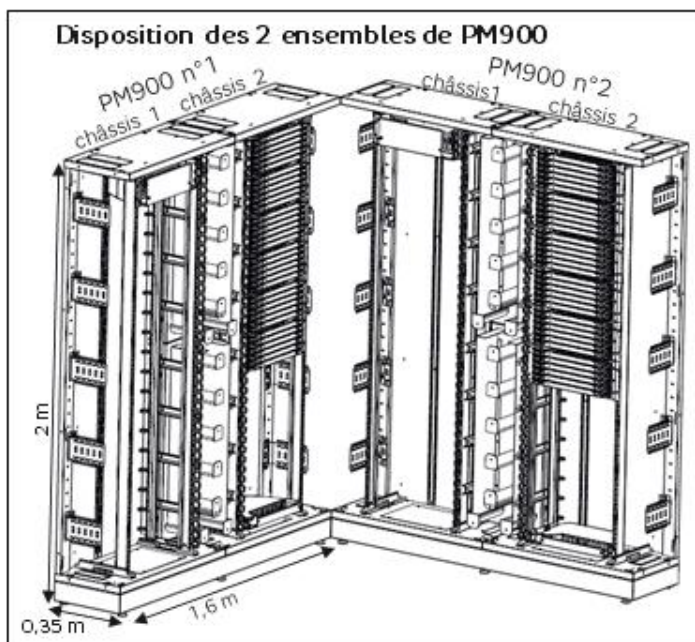 Disposition des 2 ensembles de PM900
PM900 n°1
châssis 1
châssis 2
PM900 n°2
châssis1
châssis 2
2 m
1,6 m
0,35 m